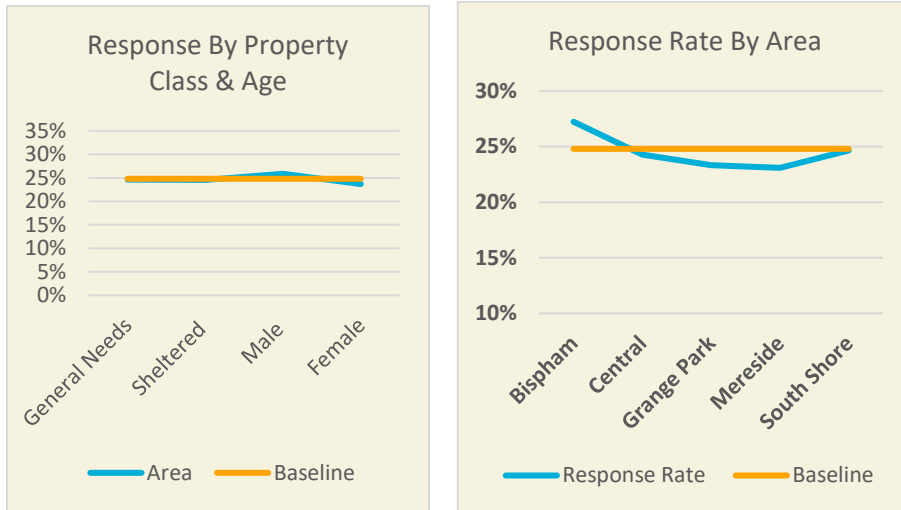 Response By Property
Class & Age
35%
30%
25%
20%
15%
10%
5%
0%
General Needs
Sheltered
Male
Female
Area
Baseline
Response Rate By Area
30%
25%
20%
15%
10%
Bispham
Central
Grange Park
Mereside
South Shore
Response Rate
Baseline